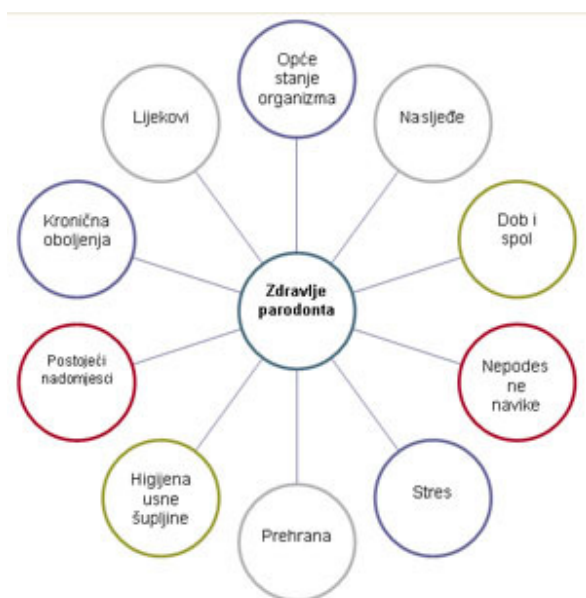 Opće
stanje
organizma
Nasljeđe
Dob i
spol
Nepodes
ne
navike
Stres
Prehrana
Higijena
usne
šupljine
Postojeći
nadomjesci
Kronična
oboljenja
Lijekovi
Zdravlje
parodonta